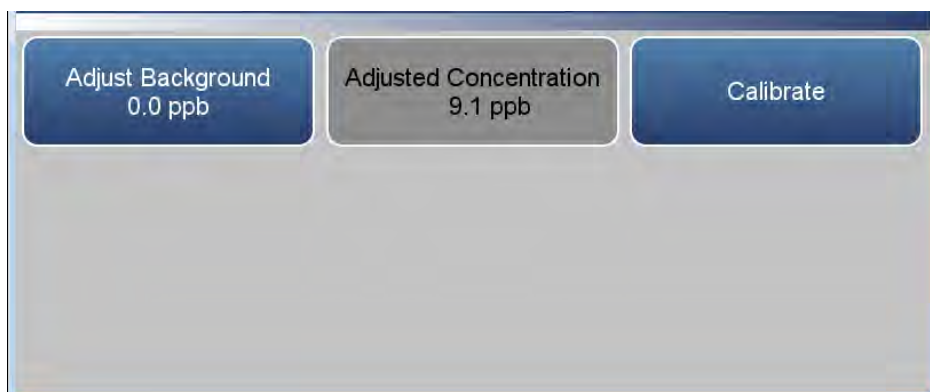 Adjust Background
0.0 ppb
Adjusted Concentration
9.1 ppb
Calibrate